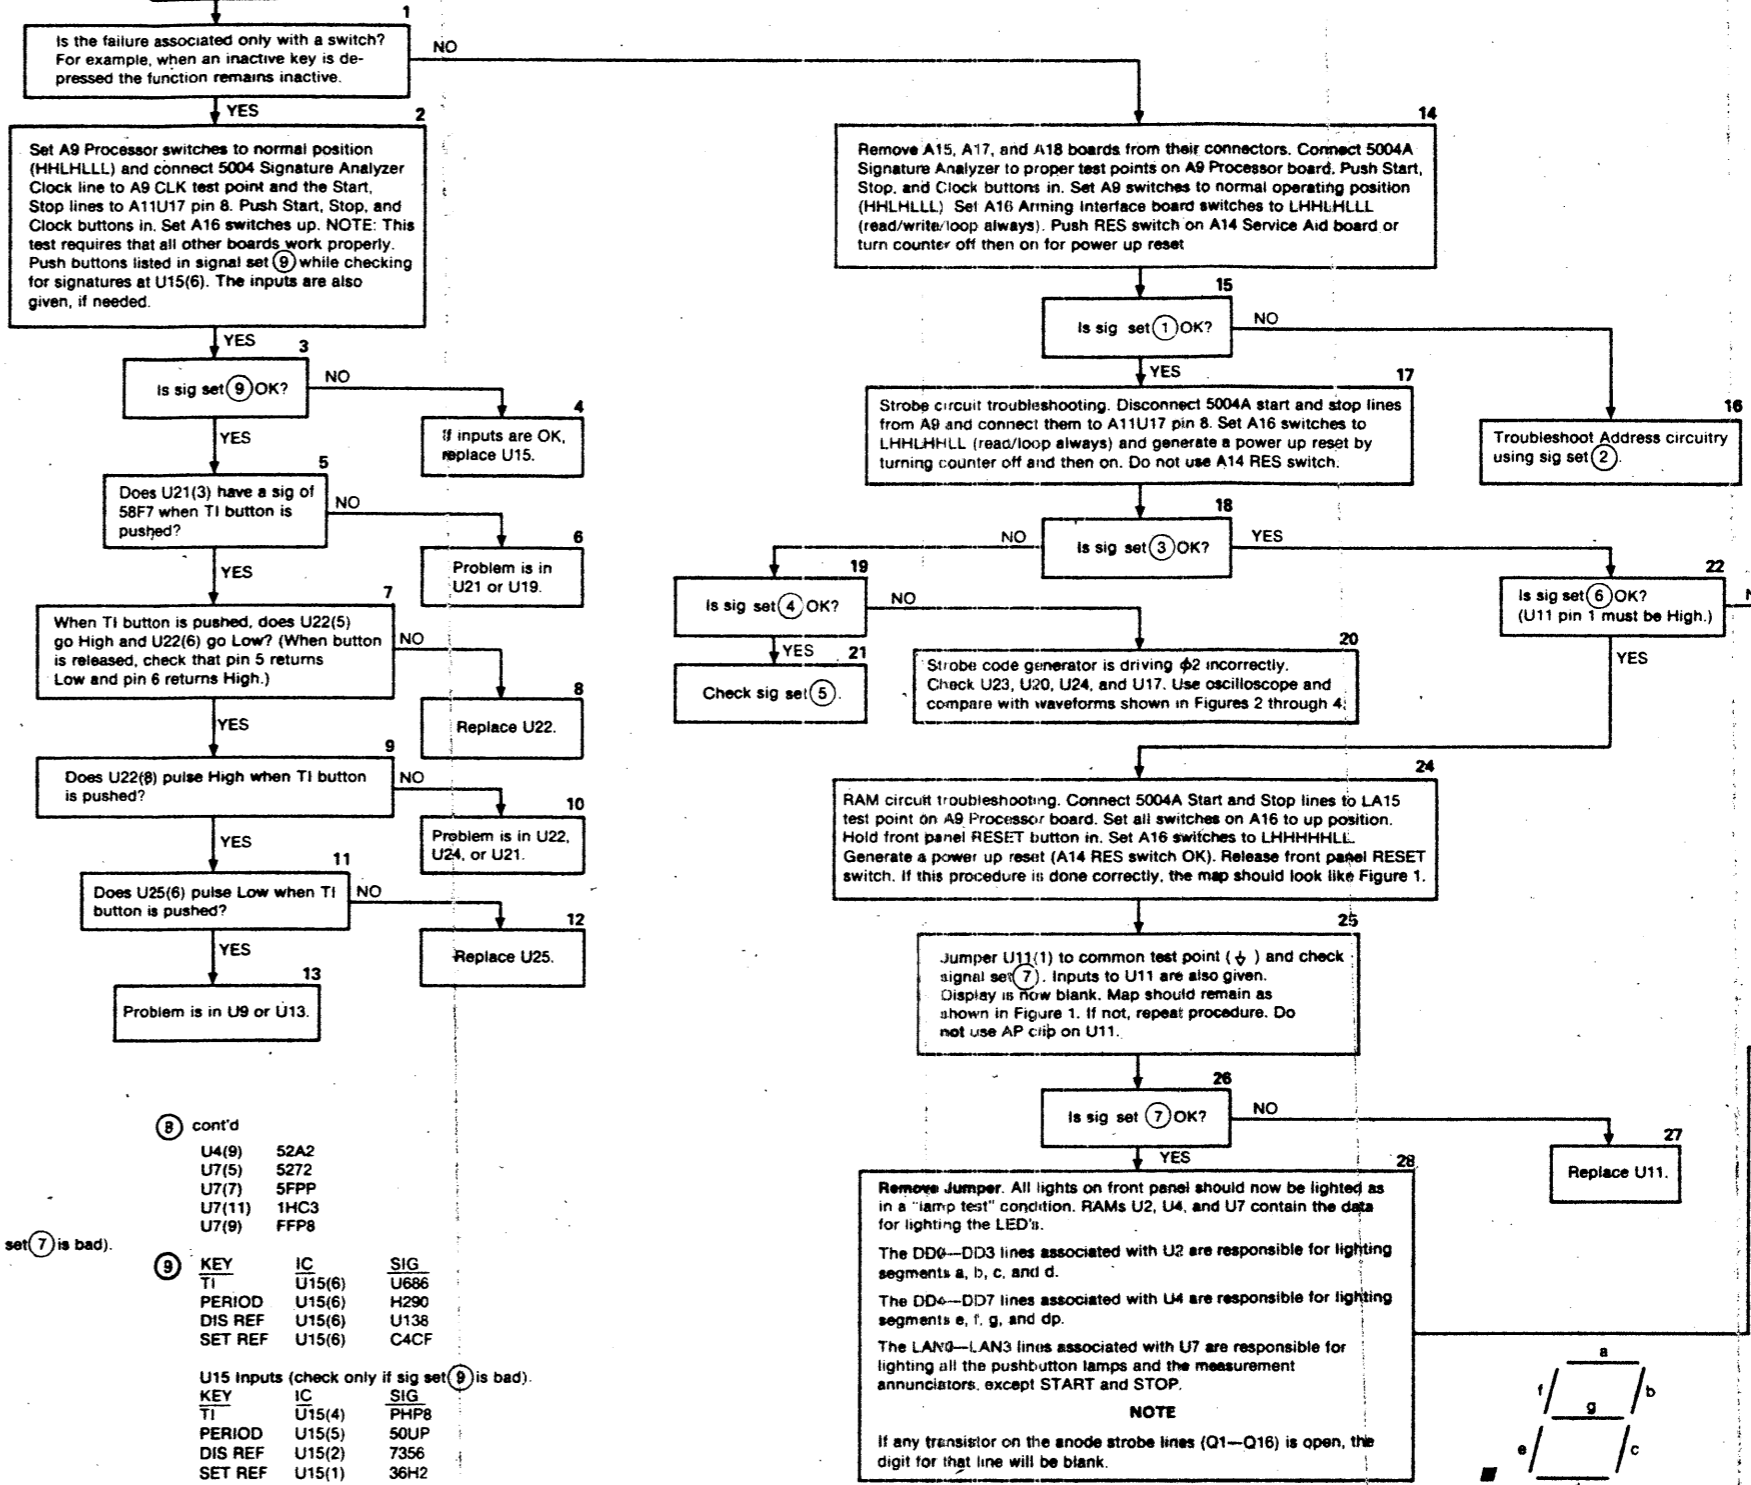 1
Is the failure associated only with a switch?
For example, when an inactive key is de-
pressed the function remains inactive.
NO
YES
2
Set A9 Processor switches to normal position
(HHLHLLL) and connect 5004 Signature Analyzer
Clock line to A9 CLK test point and the Start,
Stop lines to A11U17 pin 8. Push Start, Stop, and
Clock buttons in. Set A16 switches up. NOTE: This
test requires that all other boards work properly.
Push buttons listed in signal set 9 while checking
for signatures at U15(6). The inputs are also
given, if needed.
YES
3
Is sig set 9 OK?
NO
4
If inputs are OK,
replace U15.
YES
5
Does U21(3) have a sig of
58F7 when TI button is
pushed?
NO
6
Problem is in
U21 or U19.
YES
7
When TI button is pushed, does U22(5)
go High and U22(6) go Low? (When button
is released, check that pin 5 returns
Low and pin 6 returns High.)
NO
8
Replace U22.
YES
9
Does U22(8) pulse High when TI button
is pushed?
NO
10
Problem is in U22,
U24, or U21.
YES
11
Does U25(6) pulse Low when TI
button is pushed?
NO
12
Replace U25.
YES
13
Problem is in U9 or U13.
8 cont'd
U4(9) 52A2
U7(5) 5272
U7(7) 5FPP
U7(11) 1HC3
U7(9) FFP8
set 7 is bad).
9 KEY IC SIG
TI U15(6) U686
PERIOD U15(6) H290
DIS REF U15(6) U138
SET REF U15(6) C4CF
U15 Inputs (check only if sig set 9 is bad).
KEY IC SIG
TI U15(4) PHP8
PERIOD U15(5) 50UP
DIS REF U15(2) 7356
SET REF U15(1) 36H2
14
Remove A15, A17, and A18 boards from their connectors. Connect 5004A
Signature Analyzer to proper test points on A9 Processor board. Push Start,
Stop, and Clock buttons in. Set A9 switches to normal operating position
(HHLHLLL) Set A16 Arming Interface board switches to LHHLHLLL
(read/write/loop always). Push RES switch on A14 Service Aid board or
turn counter off then on for power up reset
15
Is sig set 1 OK?
NO
16
Troubleshoot Address circuitry
using sig set 2.
YES
17
Strobe circuit troubleshooting. Disconnect 5004A start and stop lines
from A9 and connect them to A11U17 pin 8. Set A16 switches to
LHHLHHLL (read/loop always) and generate a power up reset by
turning counter off and then on. Do not use A14 RES switch.
18
Is sig set 3 OK?
NO
YES
19
Is sig set 4 OK?
NO
20
Strobe code generator is driving ϕ2 incorrectly.
Check U23, U20, U24, and U17. Use oscilloscope and
compare with waveforms shown in Figures 2 through 4.
YES
21
Check sig set 5.
22
Is sig set 6 OK?
(U11 pin 1 must be High.)
N
YES
24
RAM circuit troubleshooting. Connect 5004A Start and Stop lines to LA15
test point on A9 Processor board. Set all switches on A16 to up position.
Hold front panel RESET button in. Set A16 switches to LHHHHHLL.
Generate a power up reset (A14 RES switch OK). Release front panel RESET
switch. If this procedure is done correctly, the map should look like Figure 1.
25
Jumper U11(1) to common test point ( ) and check
signal set 7. Inputs to U11 are also given.
Display is now blank. Map should remain as
shown in Figure 1. If not, repeat procedure. Do
not use AP clip on U11.
26
Is sig set 7 OK?
NO
27
Replace U11.
YES
28
Remove Jumper. All lights on front panel should now be lighted as
in a "lamp test" condition. RAMs U2, U4, and U7 contain the data
for lighting the LED's.
The DD0—DD3 lines associated with U2 are responsible for lighting
segments a, b, c, and d.
The DD4—DD7 lines associated with U4 are responsible for lighting
segments e, f, g, and dp.
The LAN0—LAN3 lines associated with U7 are responsible for
lighting all the pushbutton lamps and the measurement
annunciators, except START and STOP.
NOTE
If any transistor on the anode strobe lines (Q1—Q16) is open, the
digit for that line will be blank.
a
f
b
g
e
c